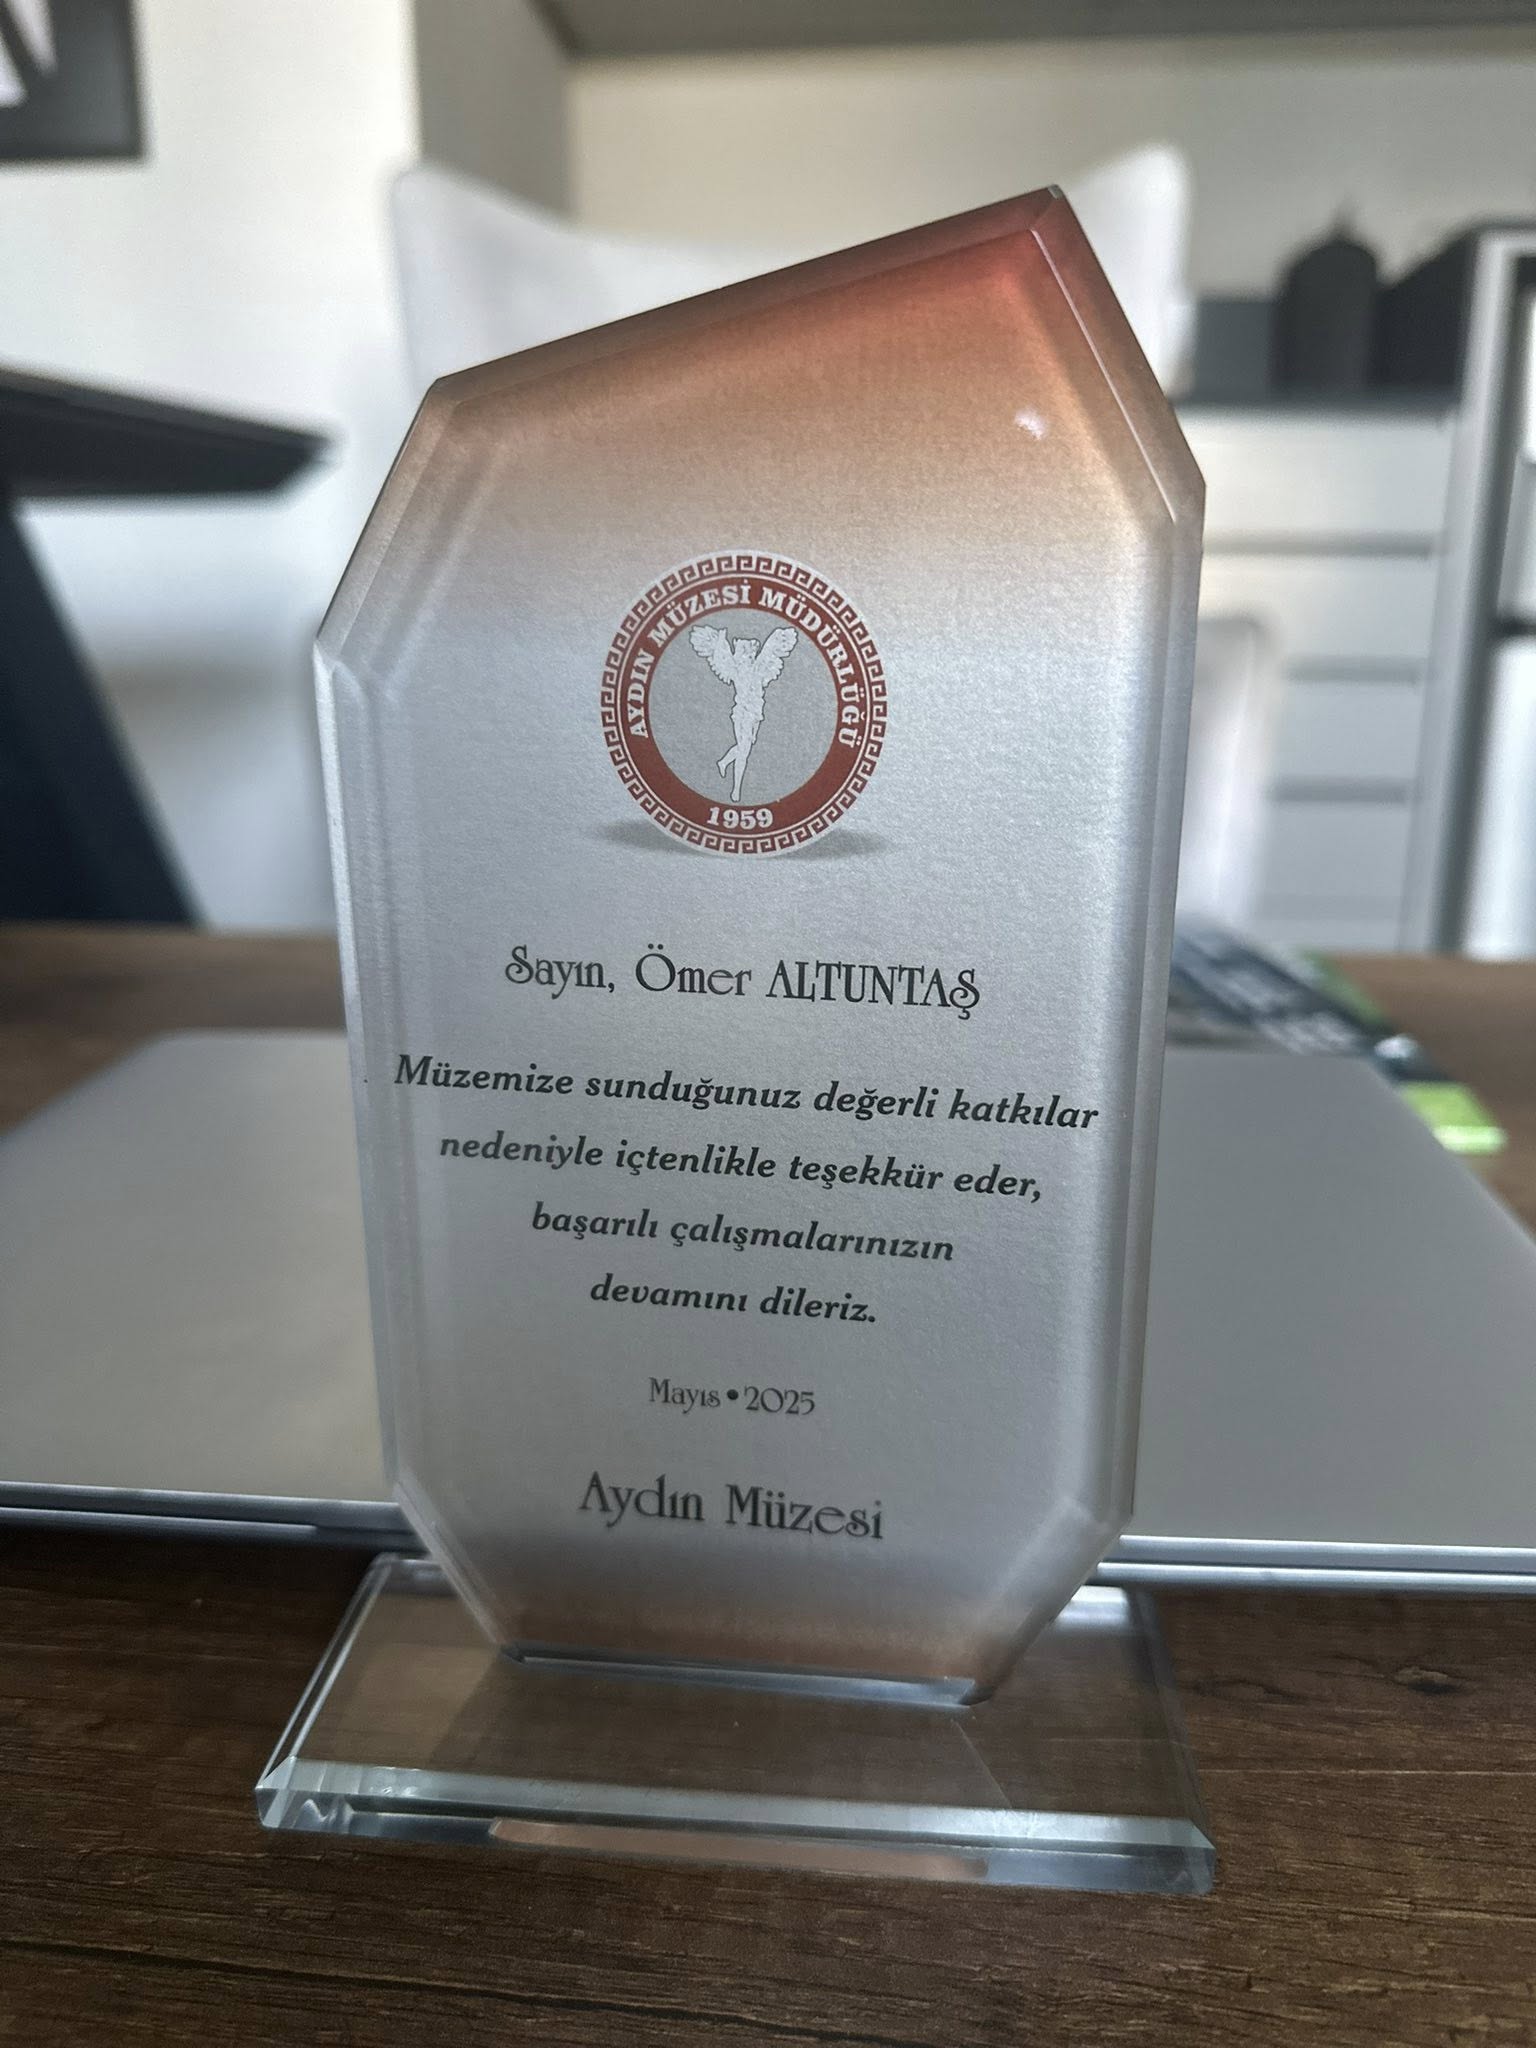 AYDIN MÜZESİ MÜDÜRLÜĞÜ
1959
Sayın, Ömer ALTUNTAŞ
Müzemize sunduğunuz değerli katkılar
nedeniyle içtenlikle teşekkür eder,
başarılı çalışmalarınızın
devamını dileriz.
Mayıs • 2025
Aydın Müzesi